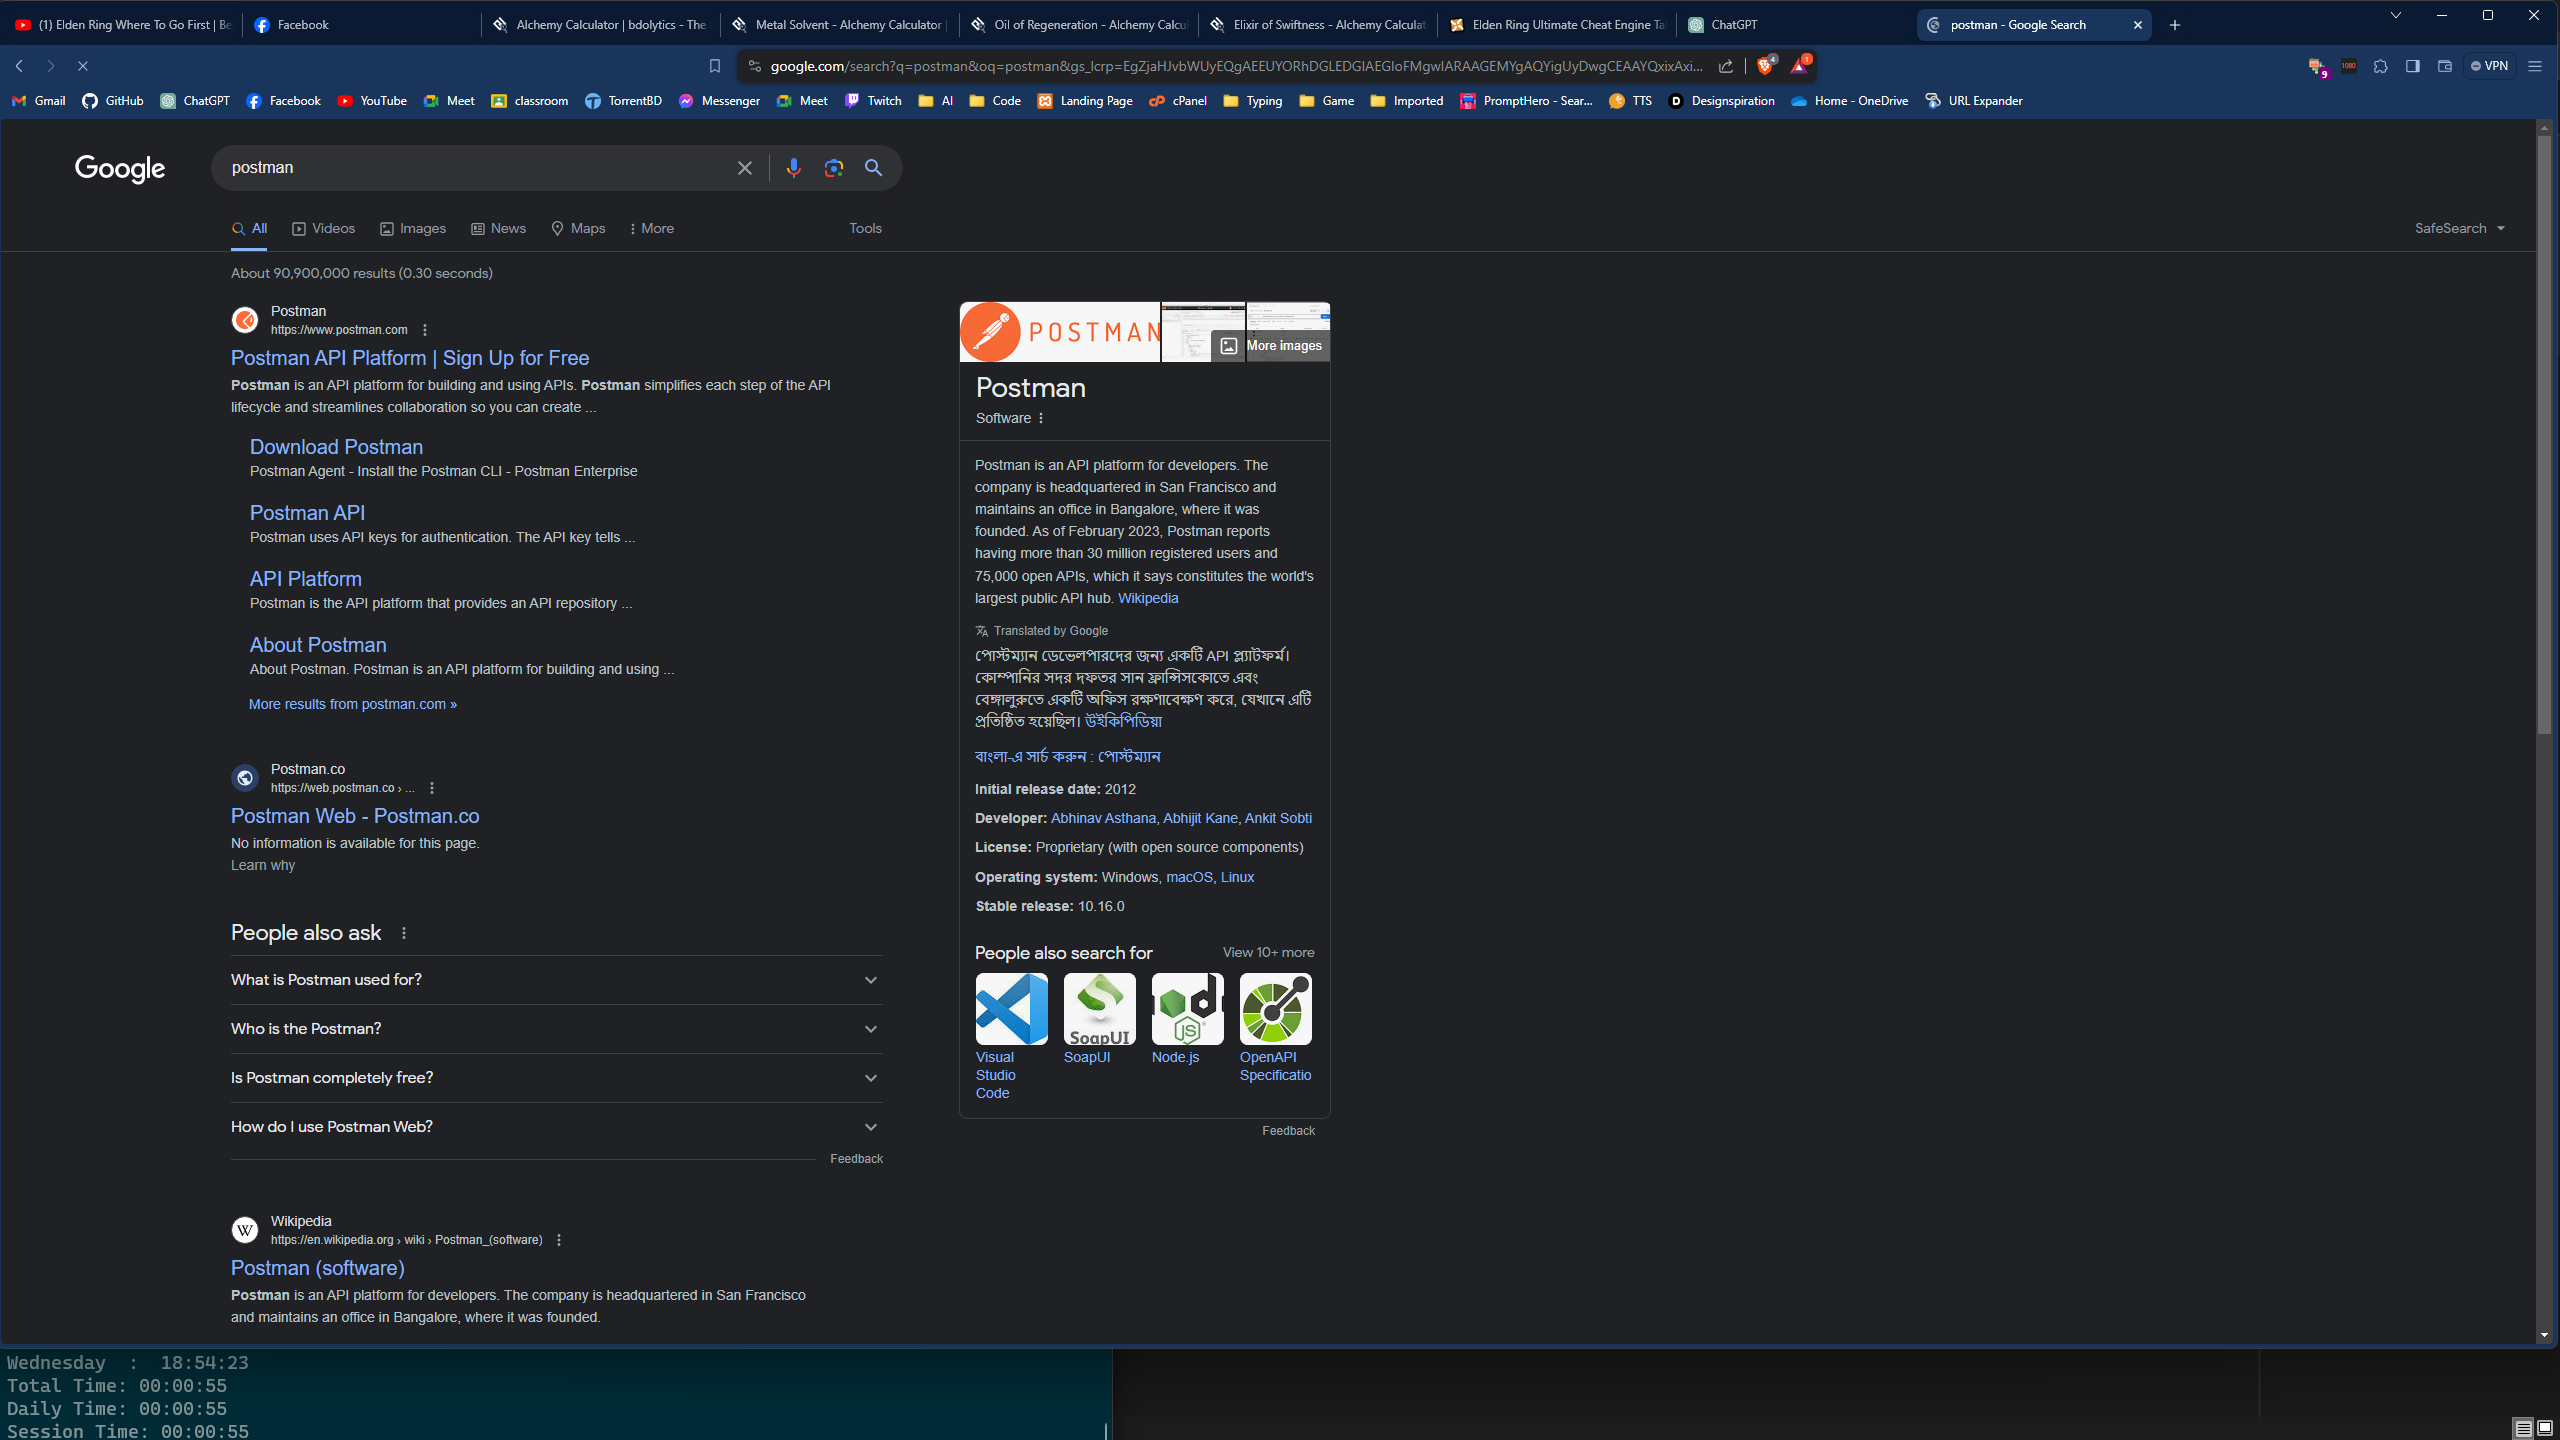 (1) Elden Ring Where To Go First | Be
Facebook
Alchemy Calculator | bdolytics - The
Metal Solvent - Alchemy Calculator |
Oil of Regeneration - Alchemy Calcu
Elixir of Swiftness - Alchemy Calculat
Elden Ring Ultimate Cheat Engine Ta
ChatGPT
postman - Google Search
google.com/search?q=postman&oq=postman&gs_lcrp=EgZjaHJvbWUyEQgAEEUYORhDGLEDGIAEGIoFMgwIARAAGEMYgAQYigUyDwgCEAAYQxixAxi...
4
1
9
1080
VPN
Gmail
GitHub
ChatGPT
Facebook
YouTube
Meet
classroom
TorrentBD
Messenger
Meet
Twitch
AI
Code
Landing Page
cPanel
Typing
Game
Imported
PromptHero - Sear...
TTS
Designspiration
Home - OneDrive
URL Expander
Google
postman
All
Videos
Images
News
Maps
More
Tools
SafeSearch
About 90,900,000 results (0.30 seconds)
Postman
https://www.postman.com
Postman API Platform | Sign Up for Free
Postman is an API platform for building and using APIs. Postman simplifies each step of the API
lifecycle and streamlines collaboration so you can create ...
Download Postman
Postman Agent - Install the Postman CLI - Postman Enterprise
Postman API
Postman uses API keys for authentication. The API key tells ...
API Platform
Postman is the API platform that provides an API repository ...
About Postman
About Postman. Postman is an API platform for building and using ...
More results from postman.com »
Postman.co
https://web.postman.co › ...
Postman Web - Postman.co
No information is available for this page.
Learn why
People also ask
What is Postman used for?
Who is the Postman?
Is Postman completely free?
How do I use Postman Web?
Feedback
Wikipedia
https://en.wikipedia.org › wiki › Postman_(software)
Postman (software)
Postman is an API platform for developers. The company is headquartered in San Francisco
and maintains an office in Bangalore, where it was founded.
POSTMAN
More images
Postman
Software
Postman is an API platform for developers. The
company is headquartered in San Francisco and
maintains an office in Bangalore, where it was
founded. As of February 2023, Postman reports
having more than 30 million registered users and
75,000 open APIs, which it says constitutes the world's
largest public API hub. Wikipedia
Translated by Google
পোস্টম্যান ডেভেলপারদের জন্য একটি API প্ল্যাটফর্ম।
কোম্পানির সদর দফতর সান ফ্রান্সিসকোতে এবং
বেঙ্গালুরুতে একটি অফিস রক্ষণাবেক্ষণ করে, যেখানে এটি
প্রতিষ্ঠিত হয়েছিল। উইকিপিডিয়া
বাংলা-এ সার্চ করুন : পোস্টম্যান
Initial release date: 2012
Developer: Abhinav Asthana, Abhijit Kane, Ankit Sobti
License: Proprietary (with open source components)
Operating system: Windows, macOS, Linux
Stable release: 10.16.0
People also search for
View 10+ more
SoapUI
JS
Visual
Studio
Code
SoapUI
Node.js
OpenAPI
Specificatio
Feedback
Wednesday : 18:54:23
Total Time: 00:00:55
Daily Time: 00:00:55
Session Time: 00:00:55